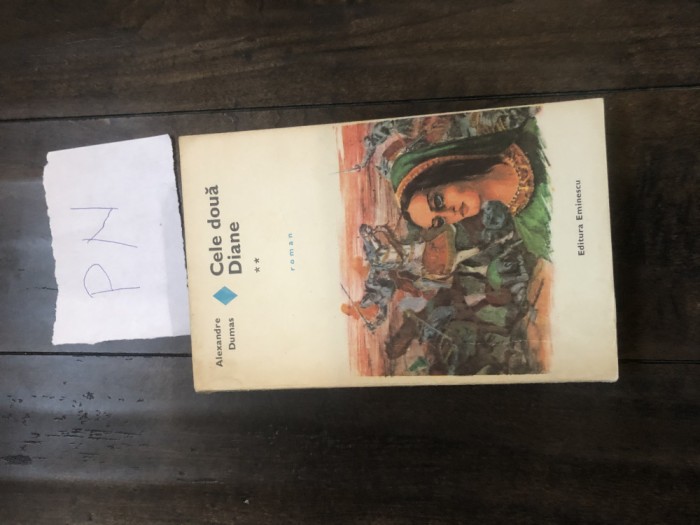 PN
Alexandre
Dumas
Cele două
Diane
**
roman
Editura Eminescu